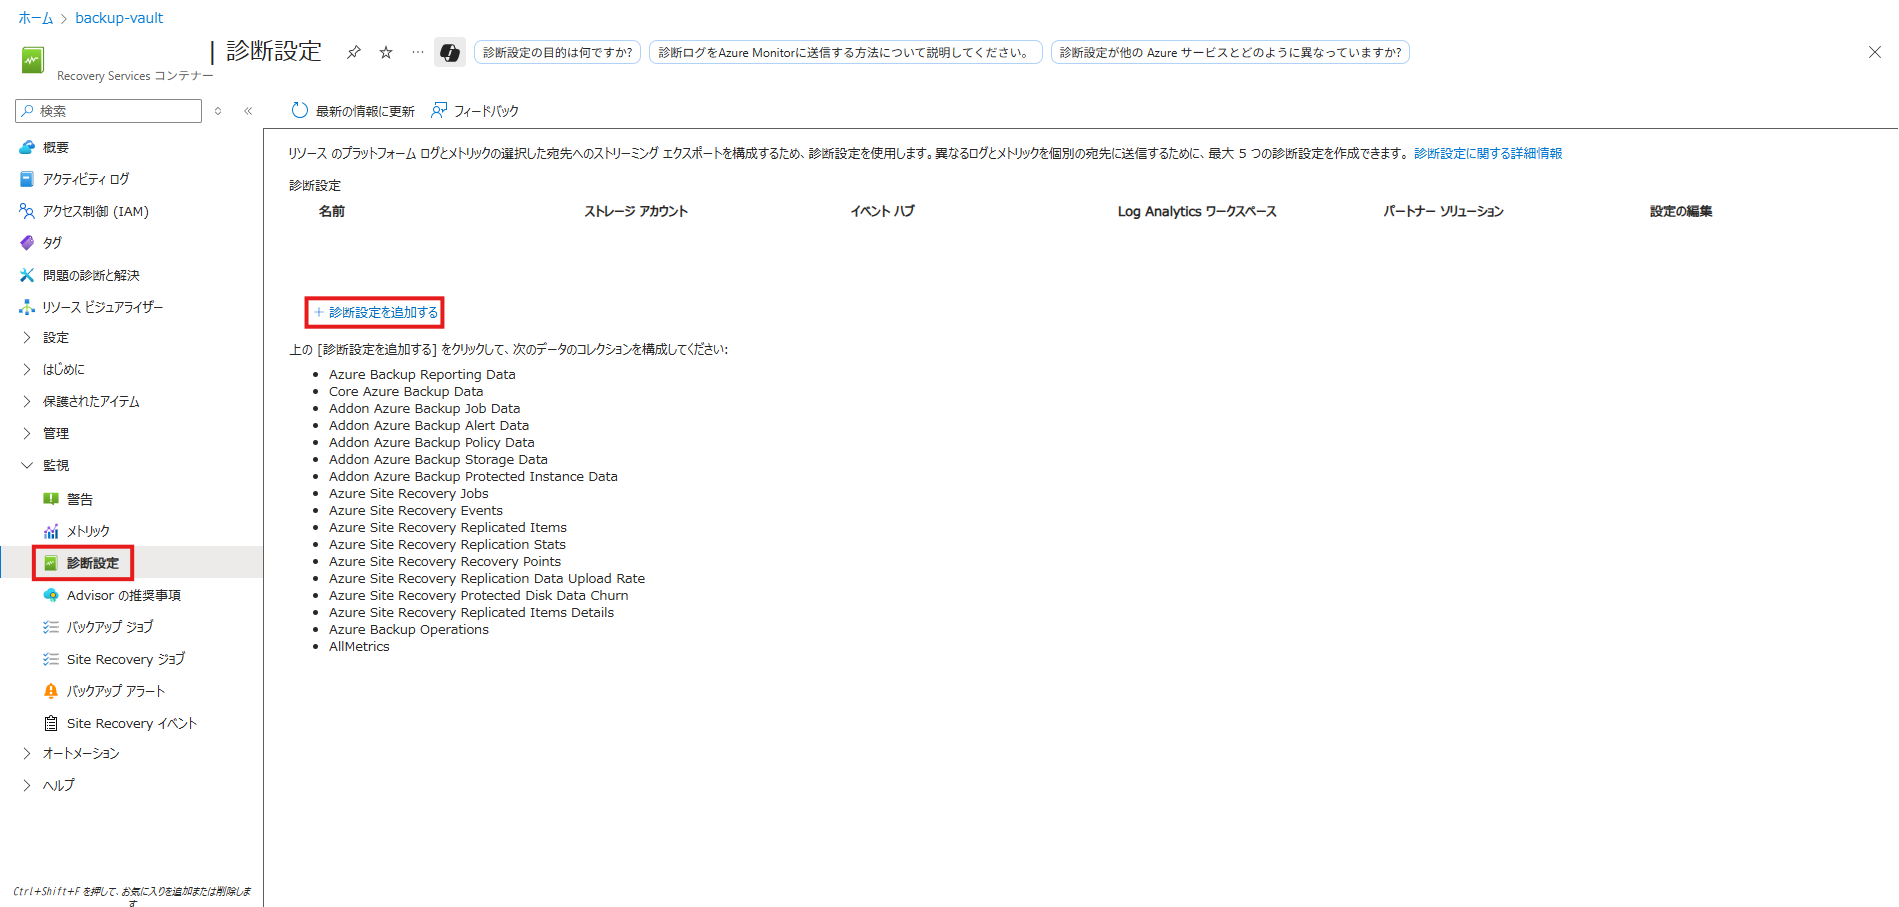 ホーム > backup-vault
| 診断設定
Recovery Services コンテナー
診断設定の目的は何ですか?
診断ログをAzure Monitorに送信する方法について説明してください。
診断設定が他の Azure サービスとどのように異なっていますか?
検索
最新の情報に更新
フィードバック
概要
アクティビティ ログ
アクセス制御 (IAM)
タグ
問題の診断と解決
リソース ビジュアライザー
設定
はじめに
保護されたアイテム
管理
監視
警告
メトリック
診断設定
Advisor の推奨事項
バックアップ ジョブ
Site Recovery ジョブ
バックアップ アラート
Site Recovery イベント
オートメーション
ヘルプ
Ctrl+Shift+F を押して、お気に入りを追加または削除しま
す
リソース のプラットフォーム ログとメトリックの選択した宛先へのストリーミング エクスポートを構成するため、診断設定を使用します。異なるログとメトリックを個別の宛先に送信するために、最大 5 つの診断設定を作成できます。 診断設定に関する詳細情報
診断設定
名前 ストレージ アカウント イベント ハブ Log Analytics ワークスペース パートナー ソリューション 設定の編集
+ 診断設定を追加する
上の [診断設定を追加する] をクリックして、次のデータのコレクションを構成してください:
• Azure Backup Reporting Data
• Core Azure Backup Data
• Addon Azure Backup Job Data
• Addon Azure Backup Alert Data
• Addon Azure Backup Policy Data
• Addon Azure Backup Storage Data
• Addon Azure Backup Protected Instance Data
• Azure Site Recovery Jobs
• Azure Site Recovery Events
• Azure Site Recovery Replicated Items
• Azure Site Recovery Replication Stats
• Azure Site Recovery Recovery Points
• Azure Site Recovery Replication Data Upload Rate
• Azure Site Recovery Protected Disk Data Churn
• Azure Site Recovery Replicated Items Details
• Azure Backup Operations
• AllMetrics